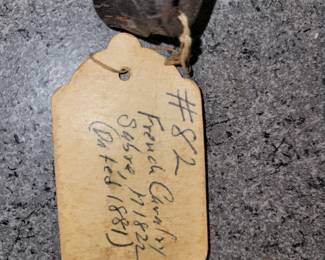 #82
French Cavalry
Sabre, M1822
(Dated 1881)